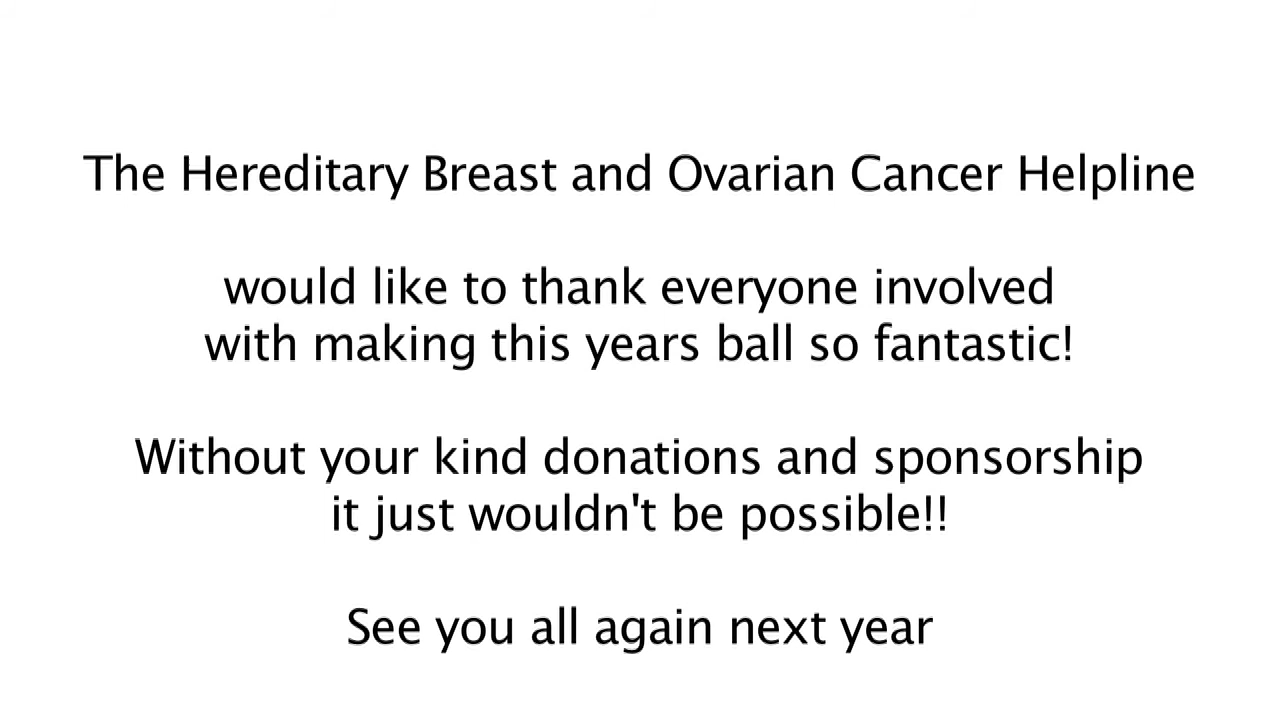 The Hereditary Breast and Ovarian Cancer Helpline
would like to thank everyone involved
with making this years ball so fantastic!
Without your kind donations and sponsorship
it just wouldn't be possible!!
See you all again next year